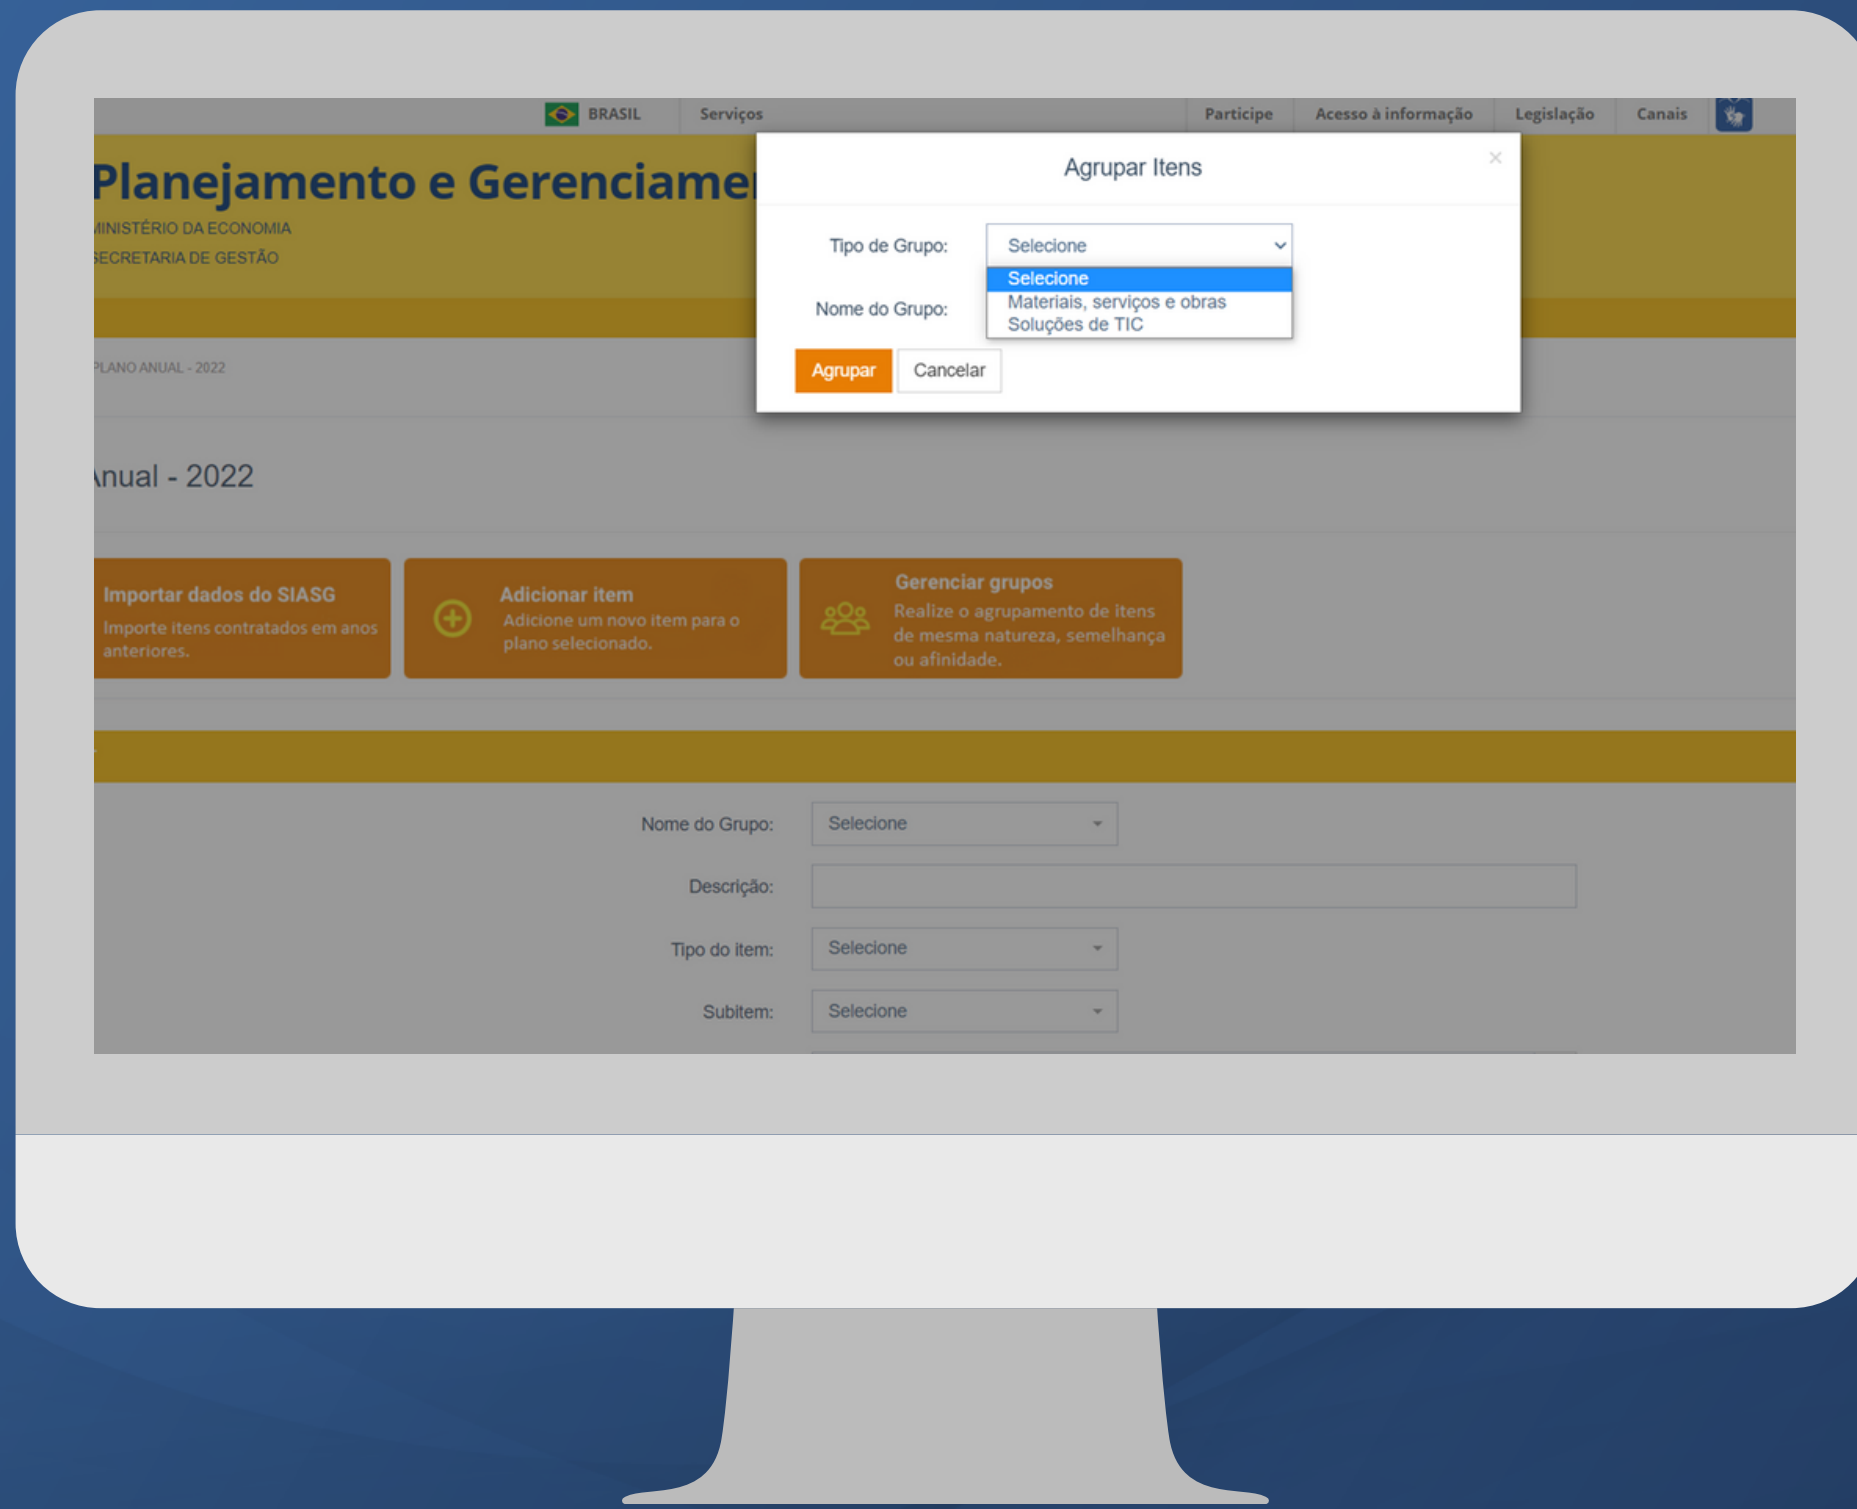 BRASIL Serviços Participe Acesso à informação Legislação Canais
Planejamento e
MINISTÉRIO DA ECONOMIA
SECRETARIA DE GESTÃO
Agrupar Itens ×
Tipo de Grupo: Selecione
Selecione
Materiais, serviços e obras
Soluções de TIC
Nome do Grupo:
Agrupar Cancelar
PLANO ANUAL - 2022
Anual - 2022
Importar dados do SIASG
Importe itens contratados em anos
anteriores.
Adicionar item
Adicione um novo item para o
plano selecionado.
Gerenciar grupos
Realize o agrupamento de itens
de mesma natureza, semelhança
ou afinidade.
Nome do Grupo: Selecione
Descrição:
Tipo do item: Selecione
Subitem: Selecione